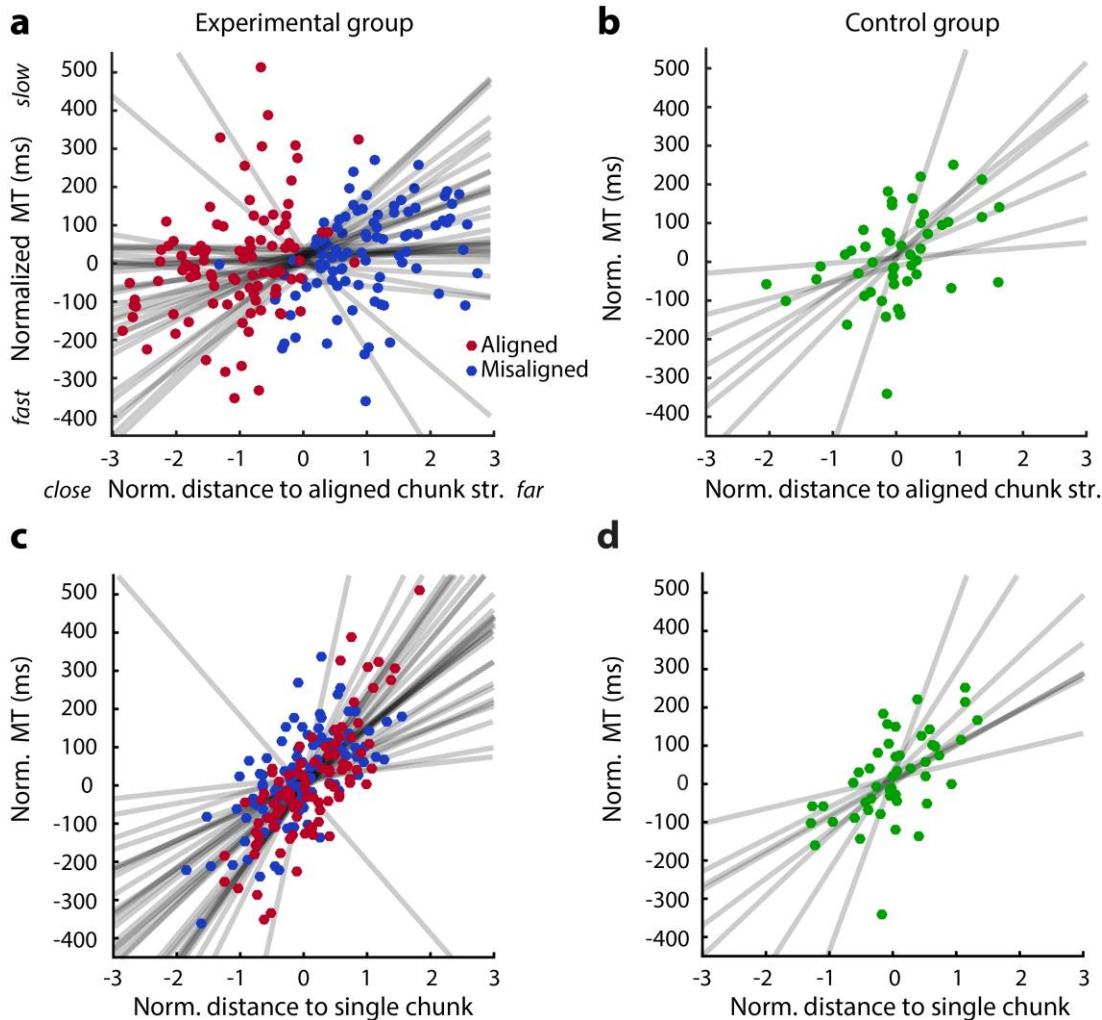 a
Experimental group
slow
Normalized MT (ms)
fast
500
400
300
200
100
0
-100
-200
-300
-400
Aligned
Misaligned
-3 -2 -1 0 1 2 3
close Norm. distance to aligned chunk str. far
b
Control group
Norm. MT (ms)
500
400
300
200
100
0
-100
-200
-300
-400
-3 -2 -1 0 1 2 3
Norm. distance to aligned chunk str.
c
Norm. MT (ms)
500
400
300
200
100
0
-100
-200
-300
-400
-3 -2 -1 0 1 2 3
Norm. distance to single chunk
d
Norm. MT (ms)
500
400
300
200
100
0
-100
-200
-300
-400
-3 -2 -1 0 1 2 3
Norm. distance to single chunk